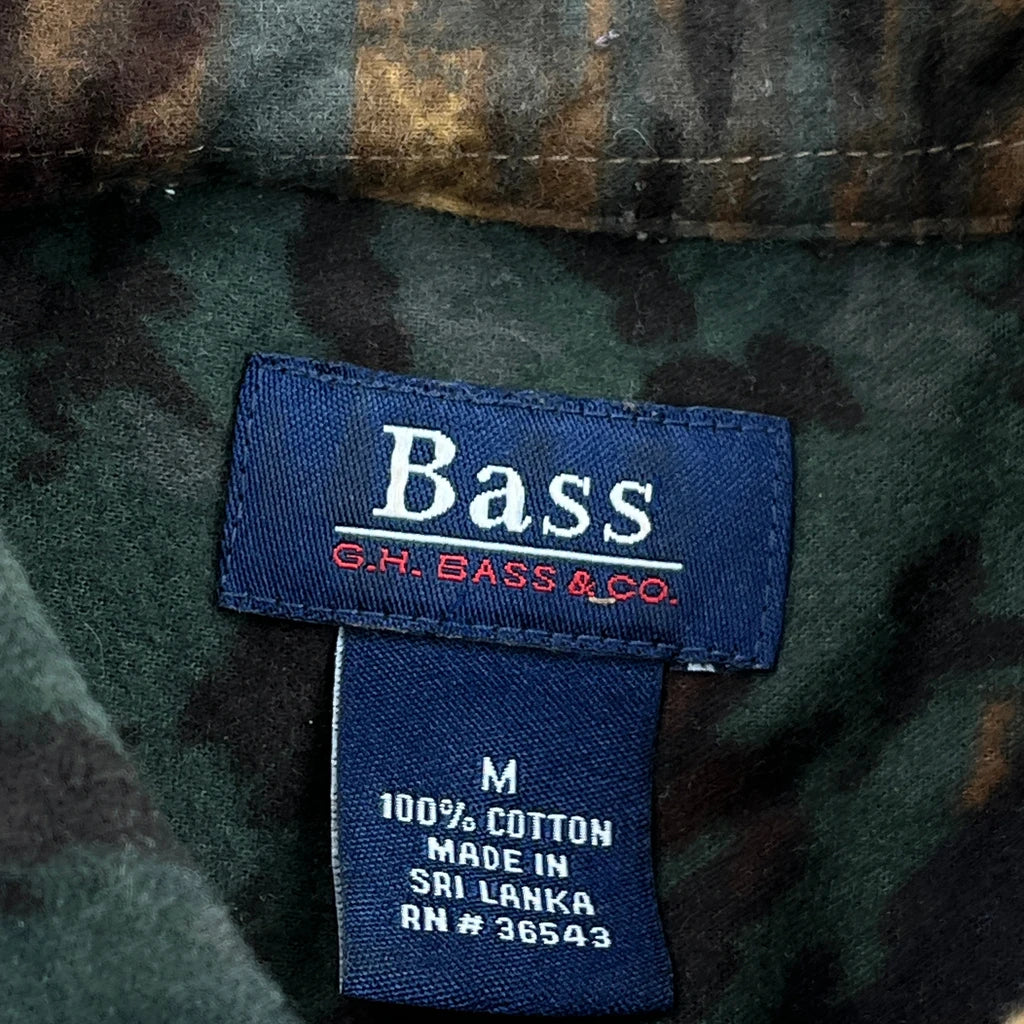 Bass
G.H. BASS & CO.
M
100% COTTON
MADE IN
SRI LANKA
RN # 36543